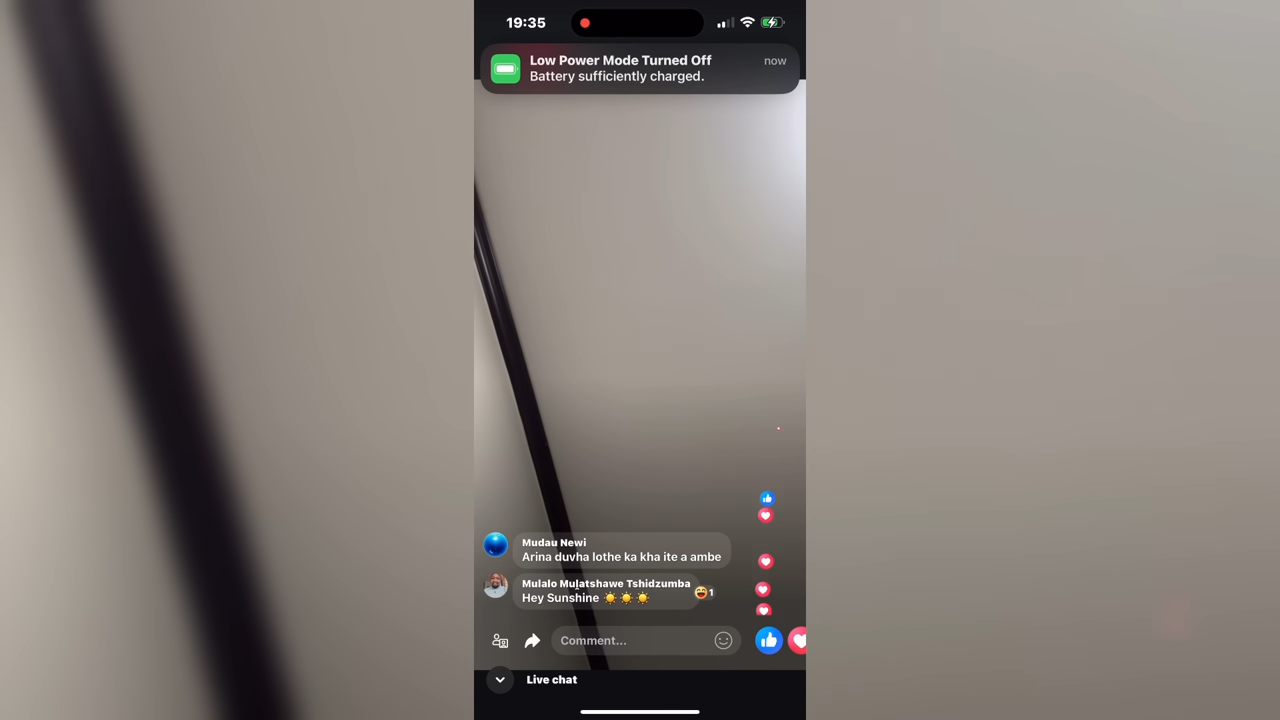 19:35
Low Power Mode Turned Off
now
Battery sufficiently charged.
Mudau Newi
Arina duvha lothe ka kha ite a ambe
Mulalo Mulatshawe Tshidzumba
Hey Sunshine ☀️ ☀️ ☀️
😆1
Comment...
Live chat